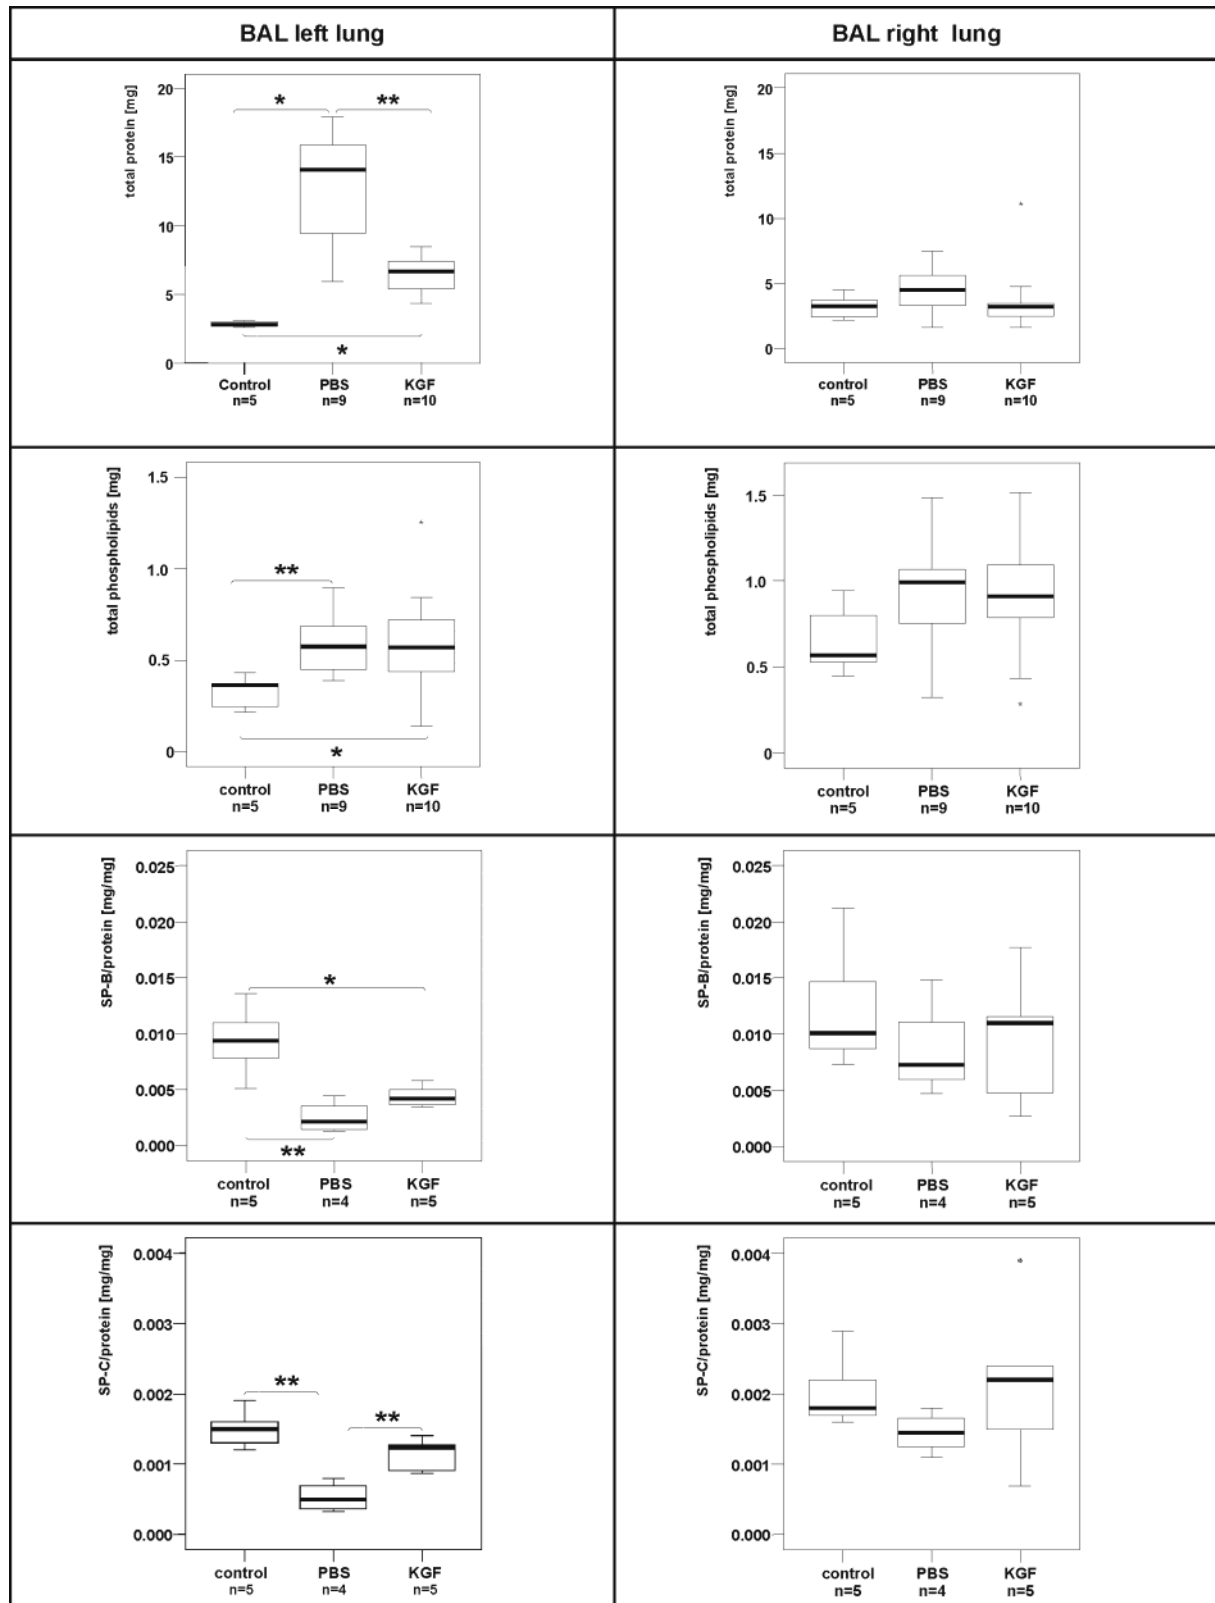 BAL left lung
BAL right lung
total protein [mg]
20
15
10
5
0
*
**
*
Control
n=5
PBS
n=9
KGF
n=10
total protein [mg]
20
15
10
5
0
*
control
n=5
PBS
n=9
KGF
n=10
total phospholipids [mg]
1.5
1.0
0.5
0
**
*
*
control
n=5
PBS
n=9
KGF
n=10
total phospholipids [mg]
1.5
1.0
0.5
0
*
control
n=5
PBS
n=9
KGF
n=10
SP-B/protein [mg/mg]
0.025
0.020
0.015
0.010
0.005
0.000
*
**
control
n=5
PBS
n=4
KGF
n=5
SP-B/protein [mg/mg]
0.025
0.020
0.015
0.010
0.005
0.000
control
n=5
PBS
n=4
KGF
n=5
SP-C/protein [mg/mg]
0.004
0.003
0.002
0.001
0.000
**
**
control
n=5
PBS
n=4
KGF
n=5
SP-C/protein [mg/mg]
0.004
0.003
0.002
0.001
0.000
control
n=5
PBS
n=4
KGF
n=5